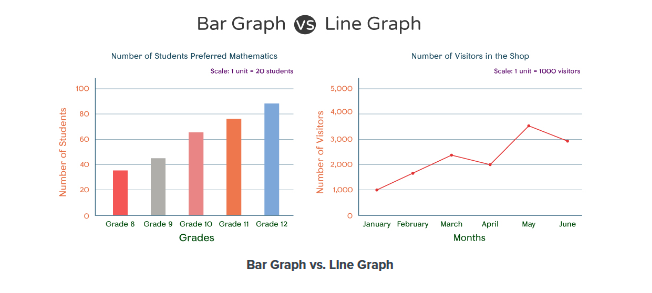 Bar Graph VS Line Graph
Number of Students Preferred Mathematics
Scale: 1 unit = 20 students
Number of Students
100
80
60
40
20
0
Grade 8 Grade 9 Grade 10 Grade 11 Grade 12
Grades
Number of Visitors in the Shop
Scale: 1 unit = 1000 visitors
Number of Visitors
5,000
4,000
3,000
2,000
1,000
0
January February March April May June
Months
Bar Graph vs. Line Graph